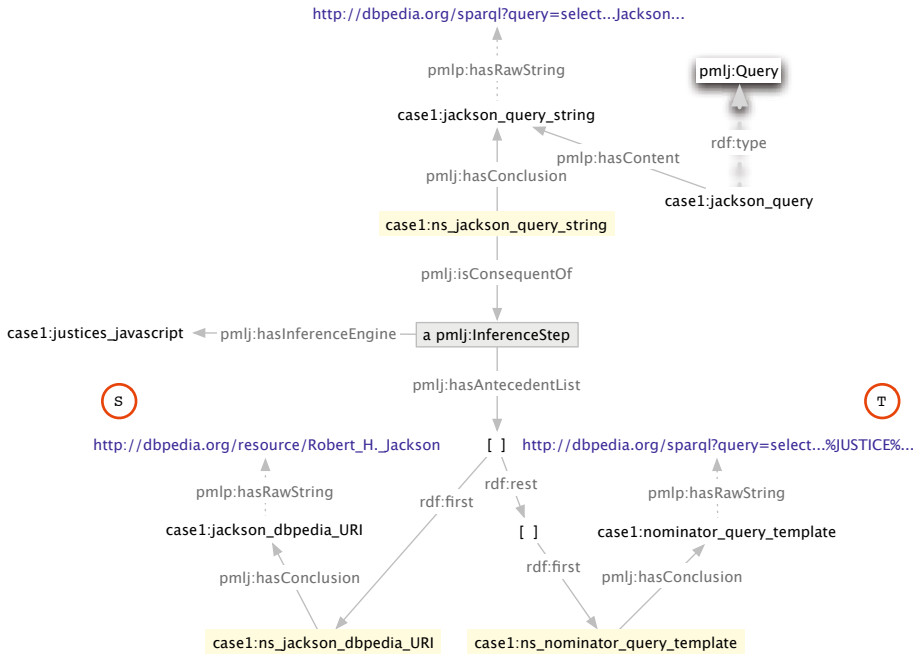 http://dbpedia.org/sparql?query=select...Jackson...
pmlp:hasRawString
pmlj:Query
case1:jackson_query_string
rdf:type
pmlp:hasContent
pmlj:hasConclusion
case1:jackson_query
case1:ns_jackson_query_string
pmlj:isConsequentOf
case1:justices_javascript
pmlj:hasInferenceEngine
a pmlj:InferenceStep
pmlj:hasAntecedentList
S
T
http://dbpedia.org/resource/Robert_H._Jackson
[ ]
http://dbpedia.org/sparql?query=select...%JUSTICE%...
pmlp:hasRawString
rdf:first
rdf:rest
pmlp:hasRawString
case1:jackson_dbpedia_URI
[ ]
case1:nominator_query_template
pmlj:hasConclusion
rdf:first
pmlj:hasConclusion
case1:ns_jackson_dbpedia_URI
case1:ns_nominator_query_template